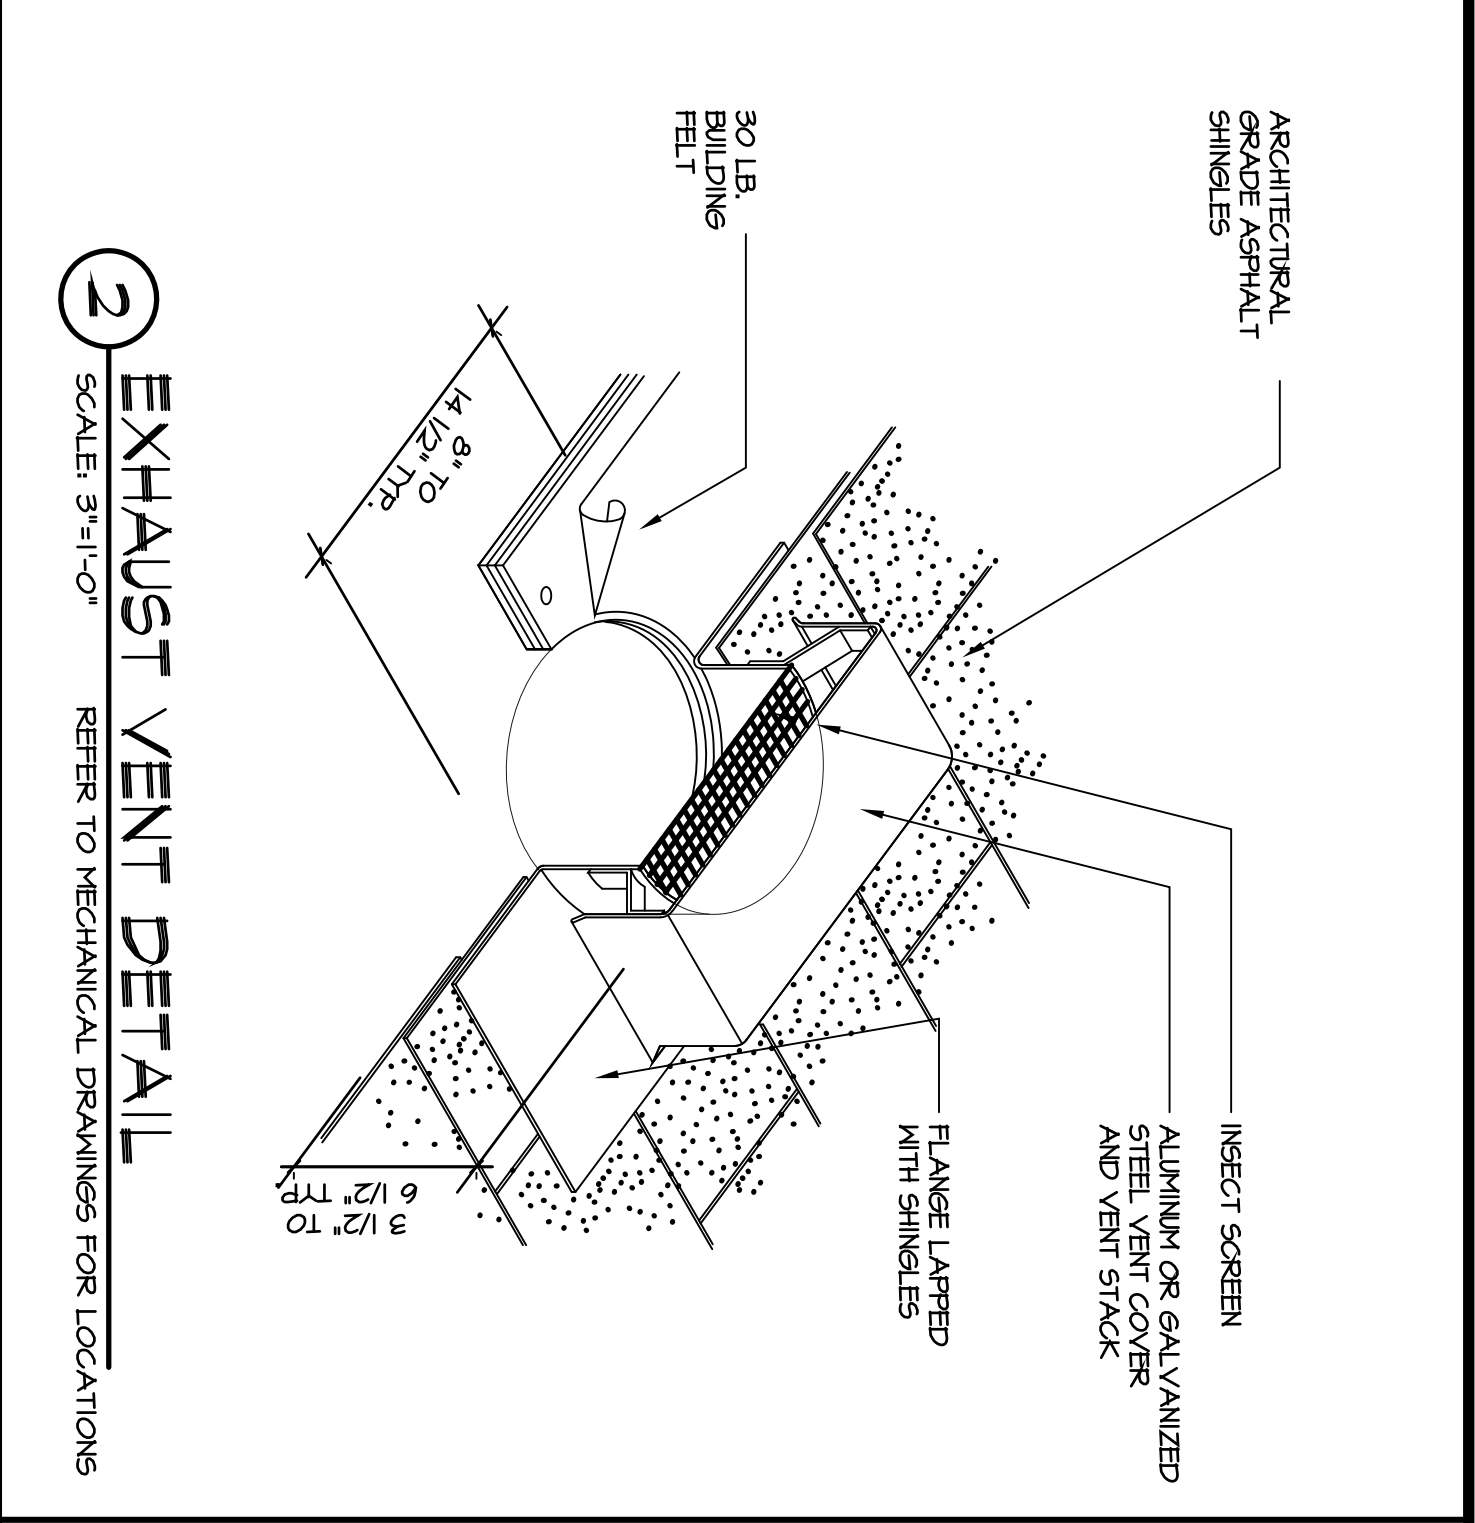 ARCHITECTURAL
GRADE ASPHALT
SHINGLES
INSECT SCREEN
ALUMINUM OR GALVANIZED
STEEL VENT COVER
AND VENT STACK
FLANGE LAPPED
WITH SHINGLES
30 LB.
BUILDING
FELT
8" TO
14 1/2" TYP.
3 1/2" TO
6 1/2" TYP.
2
EXHAUST VENT DETAIL
SCALE: 3"=1'-0" REFER TO MECHANICAL DRAWINGS FOR LOCATIONS